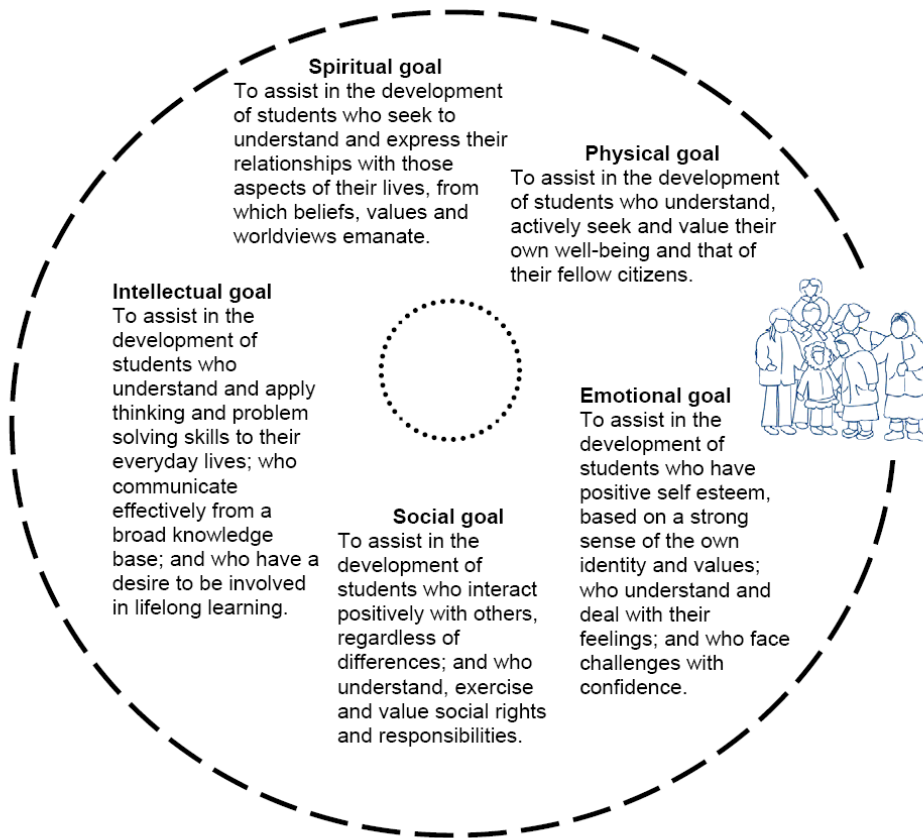 Spiritual goal
To assist in the development
of students who seek to
understand and express their
relationships with those
aspects of their lives, from
which beliefs, values and
worldviews emanate.
Physical goal
To assist in the development
of students who understand,
actively seek and value their
own well-being and that of
their fellow citizens.
Intellectual goal
To assist in the
development of
students who
understand and apply
thinking and problem
solving skills to their
everyday lives; who
communicate
effectively from a
broad knowledge
base; and who have a
desire to be involved
in lifelong learning.
Social goal
To assist in the
development of
students who interact
positively with others,
regardless of
differences; and who
understand, exercise
and value social rights
and responsibilities.
Emotional goal
To assist in the
development of
students who have
positive self esteem,
based on a strong
sense of the own
identity and values;
who understand and
deal with their
feelings; and who face
challenges with
confidence.